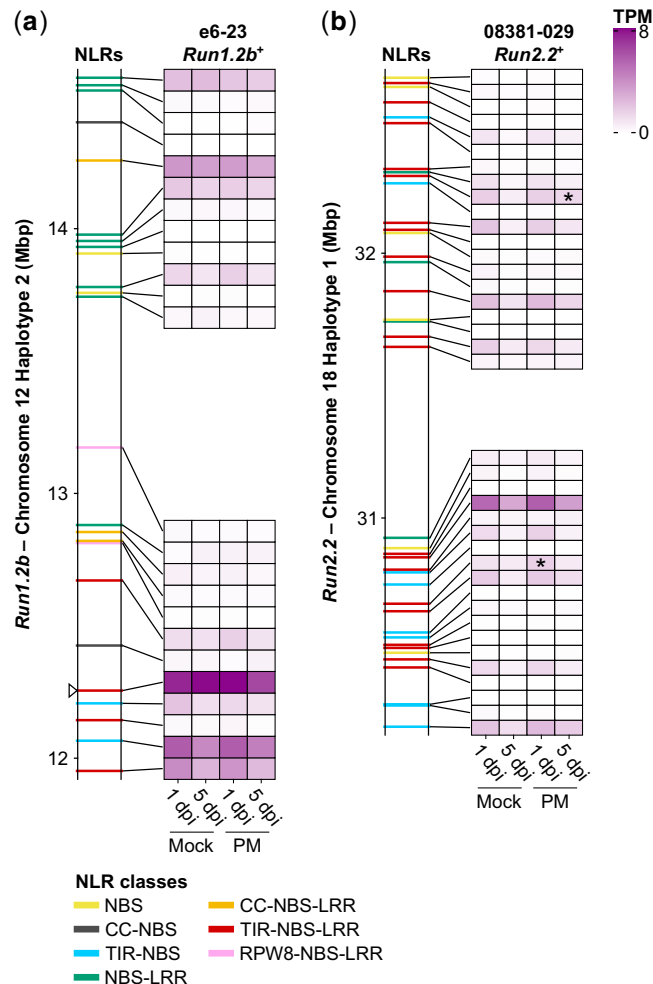 (a)
e6-23
Run1.2b+
NLRs
Run1.2b – Chromosome 12 Haplotype 2 (Mbp)
14
13
12
1 dpi
5 dpi
1 dpi
5 dpi
Mock
PM
(b)
08381-029
Run2.2+
NLRs
Run2.2 – Chromosome 18 Haplotype 1 (Mbp)
32
31
*
*
1 dpi
5 dpi
1 dpi
5 dpi
Mock
PM
TPM
8
0
NLR classes
NBS
CC-NBS
TIR-NBS
NBS-LRR
CC-NBS-LRR
TIR-NBS-LRR
RPW8-NBS-LRR